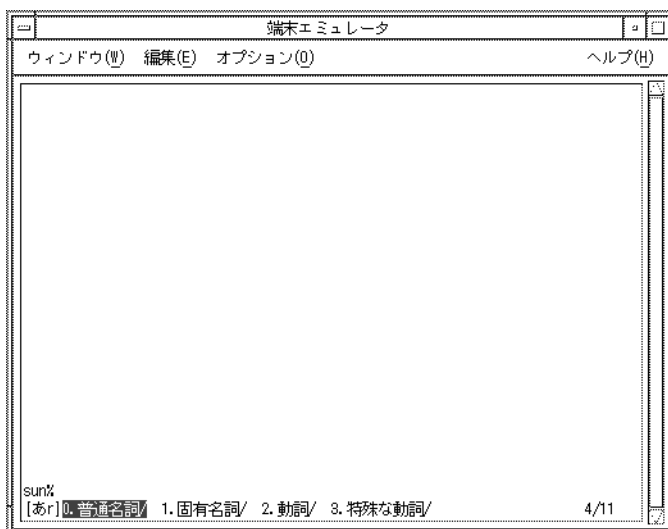 端末エミュレータ
ウィンドウ(W) 編集(E) オプション(O) ヘルプ(H)
sun%
[あr]0.普通名詞/ 1.固有名詞/ 2.動詞/ 3.特殊な動詞/ 4/11